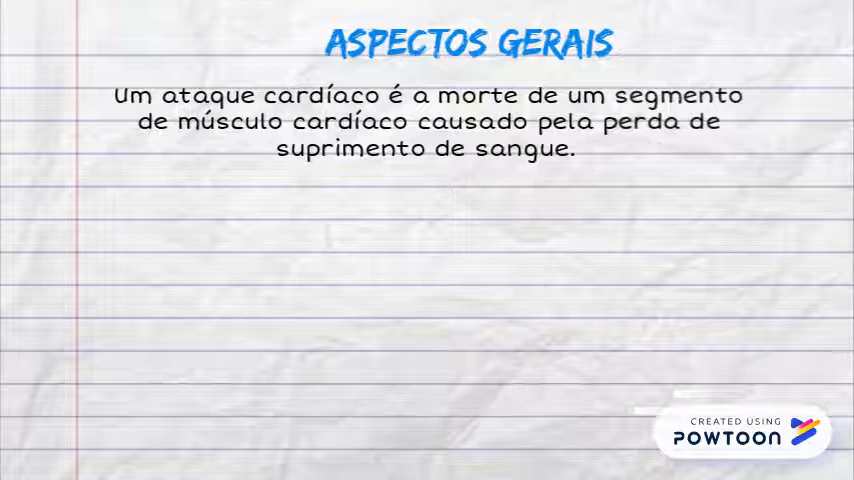 ASPECTOS GERAIS
Um ataque cardíaco é a morte de um segmento
de músculo cardíaco causado pela perda de
suprimento de sangue.
CREATED USING
POWTOON